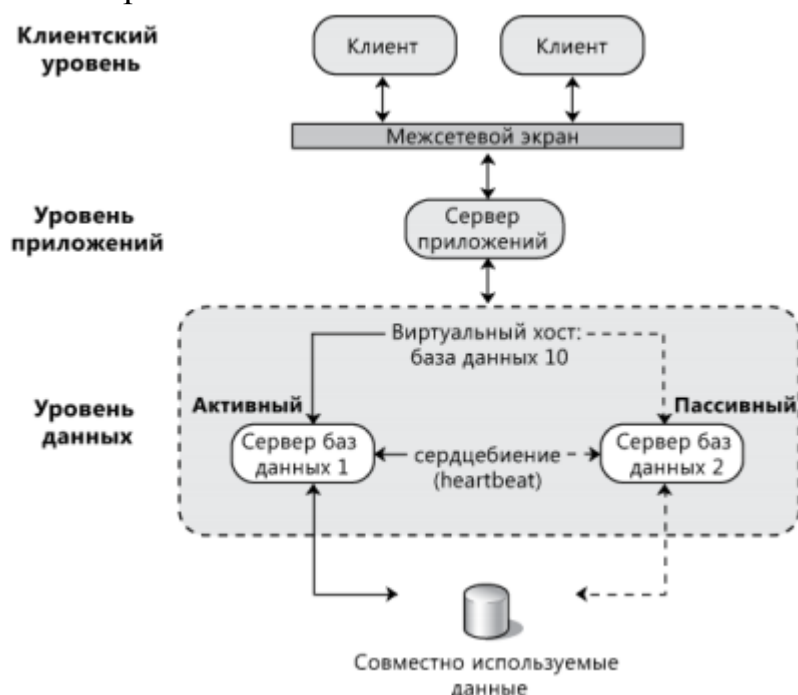 Клиентский
уровень
Клиент
Клиент
Межсетевой экран
Уровень
приложений
Сервер
приложений
Виртуальный хост:
база данных 10
Уровень
данных
Активный
Пассивный
Сервер баз
данных 1
сердцебиение
(heartbeat)
Сервер баз
данных 2
Совместно используемые
данные